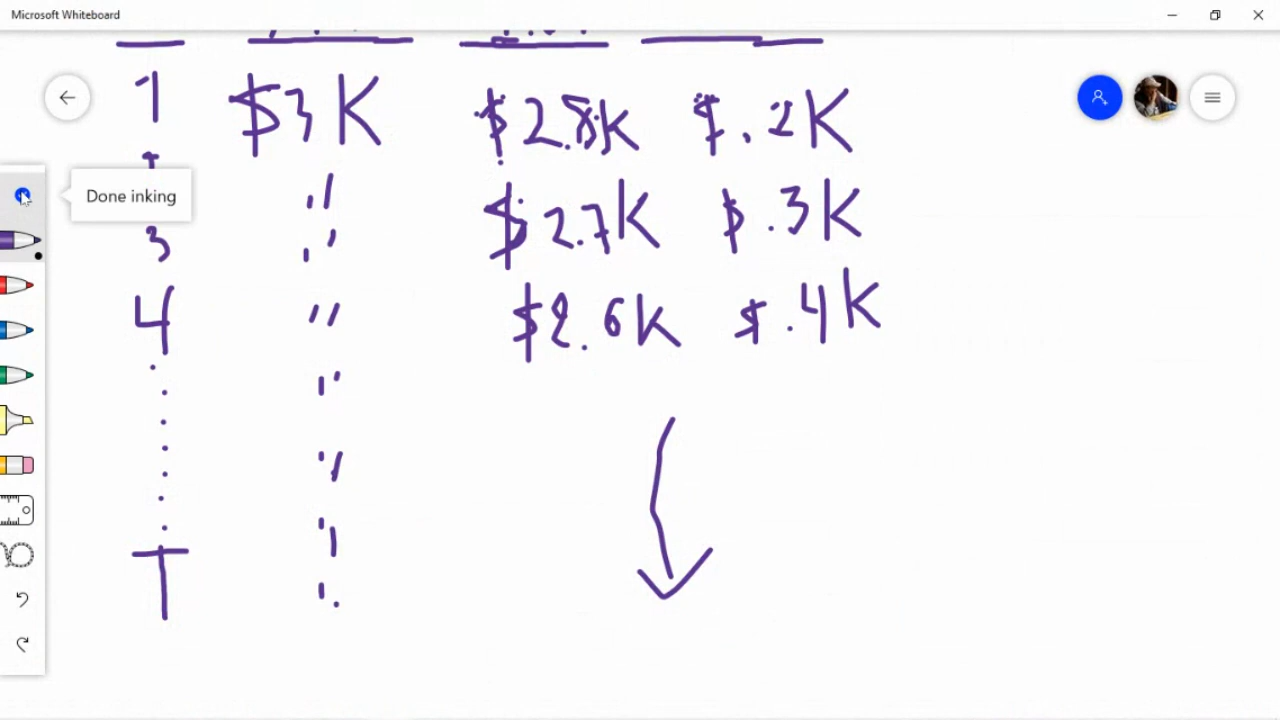 Microsoft Whiteboard
1 $3K $2.8K $.2K
Done inking
" $2.7K $.3K
3 "
4 " $2.6K $.4K
"
"
"
T "